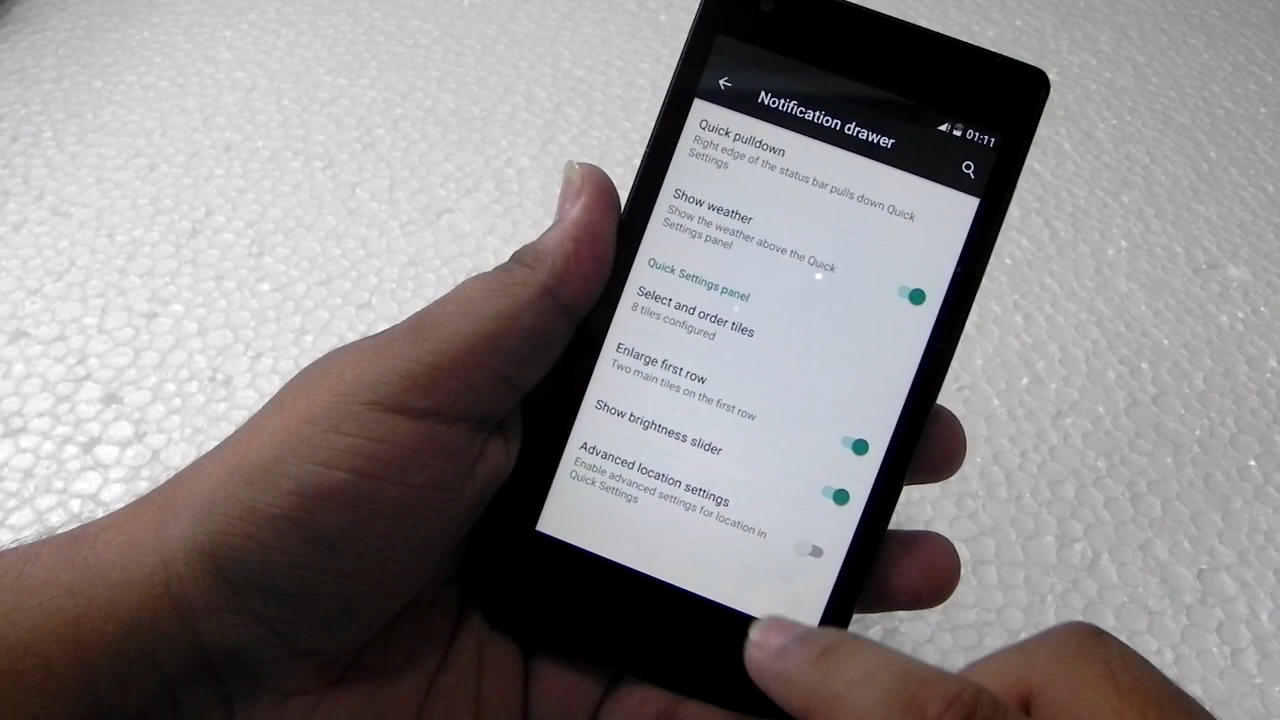 01:11
Notification drawer
Quick pulldown
Right edge of the status bar pulls down Quick
Settings
Show weather
Show the weather above the Quick
Settings panel
Quick Settings panel
Select and order tiles
8 tiles configured
Enlarge first row
Two main tiles on the first row
Show brightness slider
Advanced location settings
Enable advanced settings for location in
Quick Settings